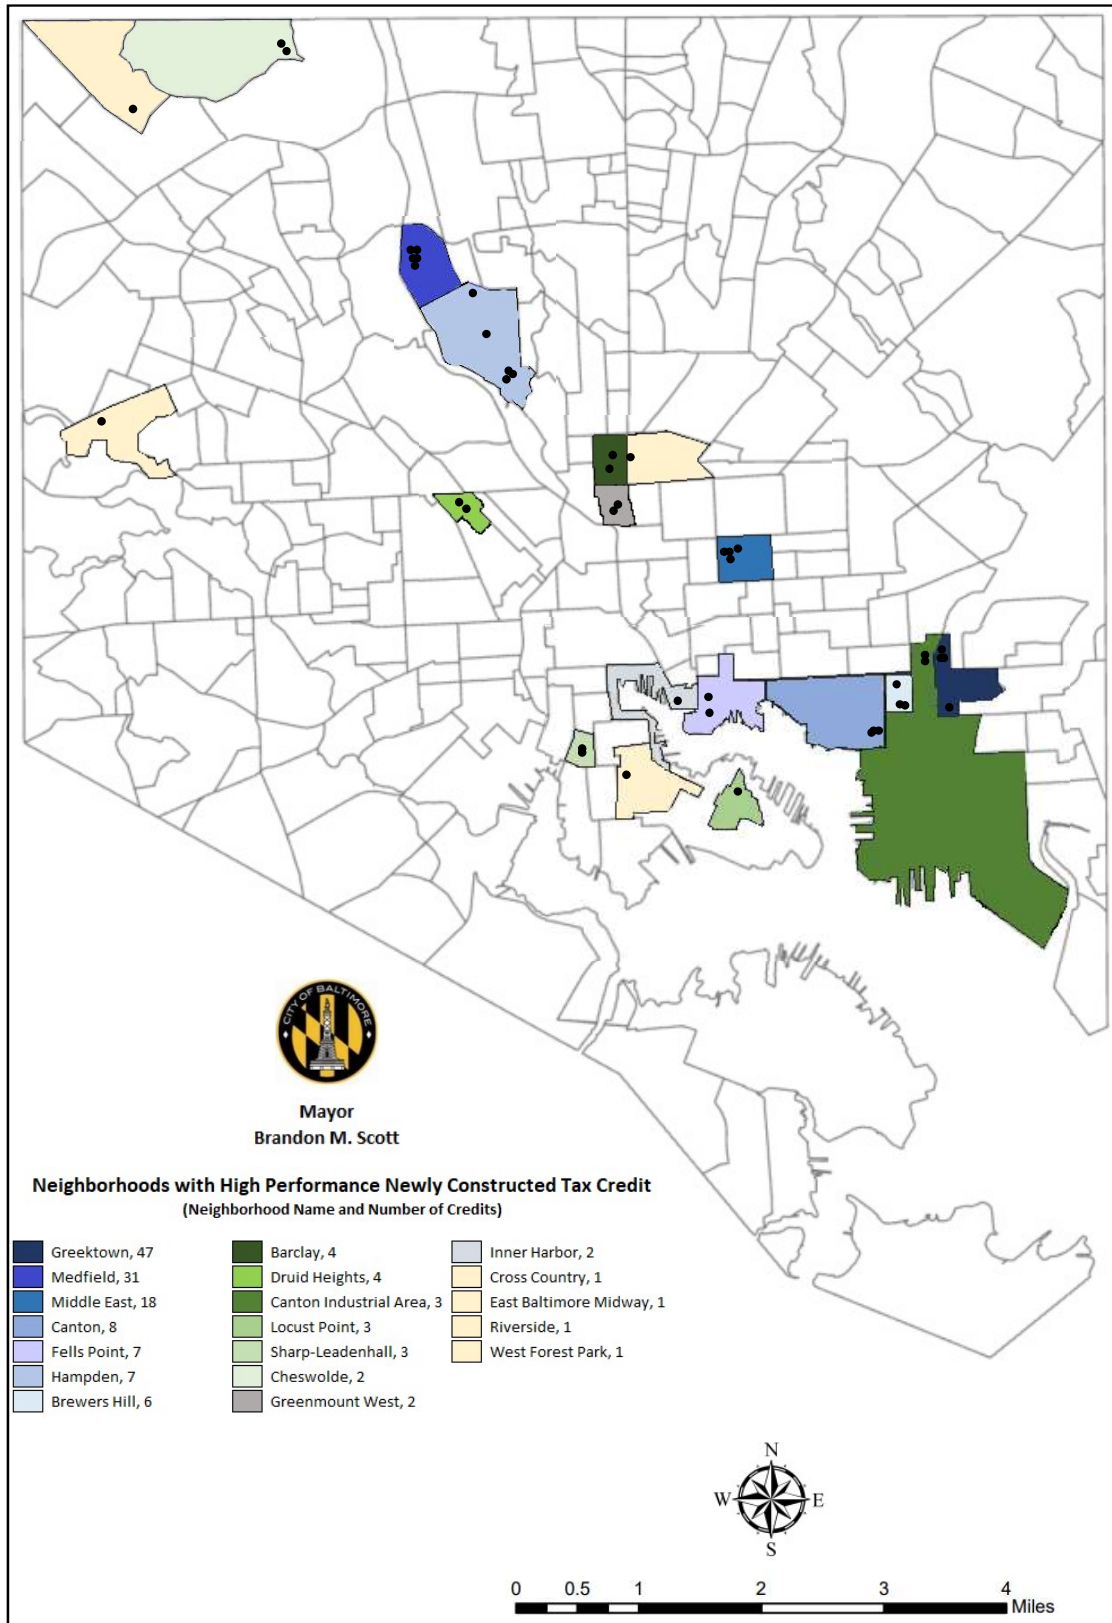 CITY OF BALTIMORE
Mayor
Brandon M. Scott
Neighborhoods with High Performance Newly Constructed Tax Credit
(Neighborhood Name and Number of Credits)
Greektown, 47
Medfield, 31
Middle East, 18
Canton, 8
Fells Point, 7
Hampden, 7
Brewers Hill, 6
Barclay, 4
Druid Heights, 4
Canton Industrial Area, 3
Locust Point, 3
Sharp-Leadenhall, 3
Cheswolde, 2
Greenmount West, 2
Inner Harbor, 2
Cross Country, 1
East Baltimore Midway, 1
Riverside, 1
West Forest Park, 1
N
W E
S
0 0.5 1 2 3 4
Miles